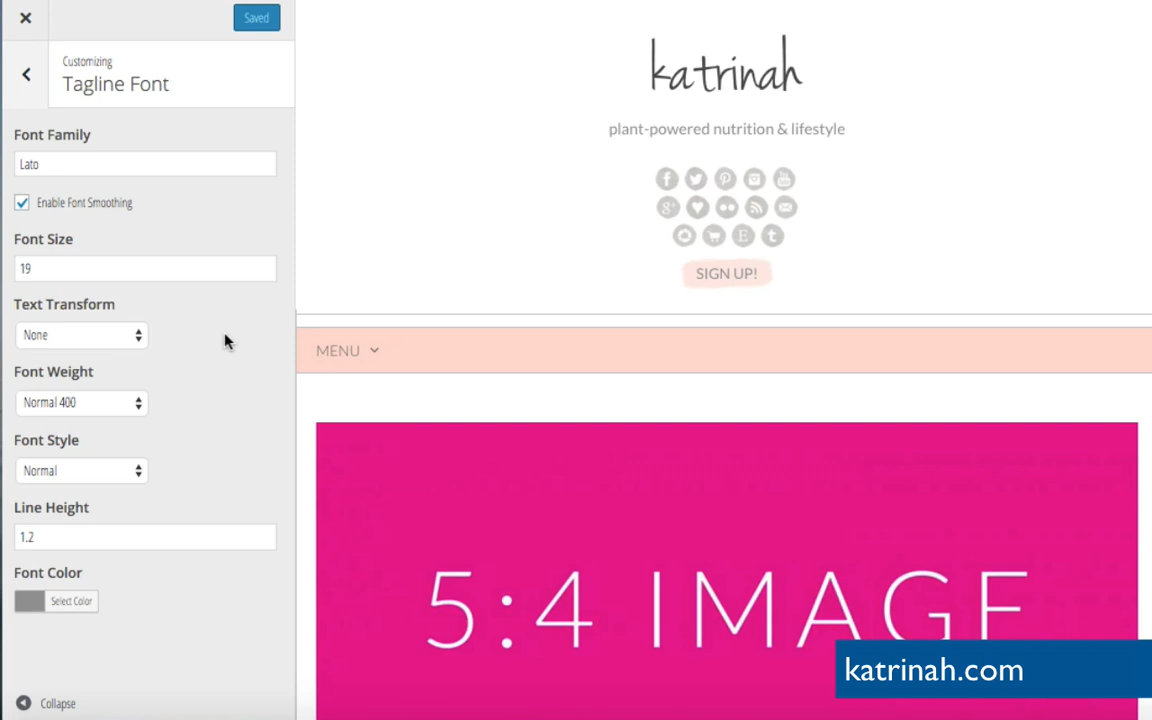 Saved
Customizing
Tagline Font
Font Family
Lato
Enable Font Smoothing
Font Size
19
Text Transform
None
Font Weight
Normal 400
Font Style
Normal
Line Height
1.2
Font Color
Select Color
Collapse
katrinah
plant-powered nutrition & lifestyle
SIGN UP!
MENU
5:4 IMAGE
katrinah.com